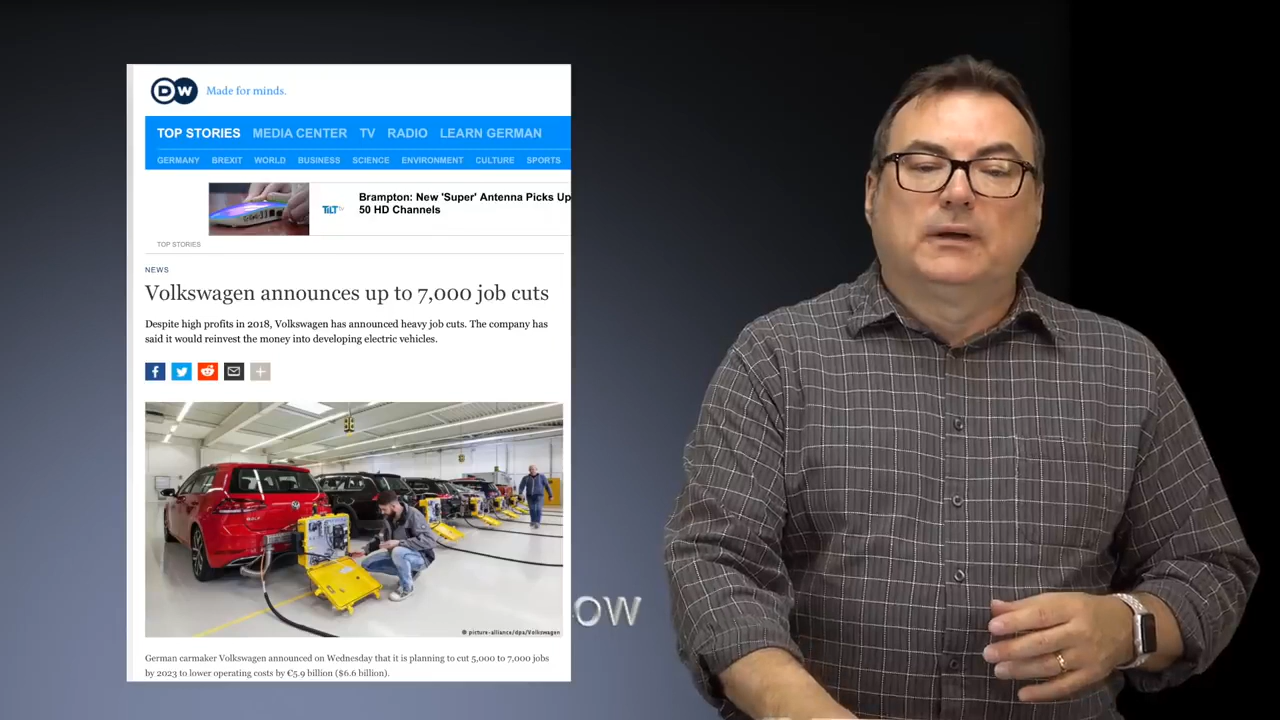 DW Made for minds.
TOP STORIES MEDIA CENTER TV RADIO LEARN GERMAN
GERMANY BREXIT WORLD BUSINESS SCIENCE ENVIRONMENT CULTURE SPORTS
TiLT tv
Brampton: New 'Super' Antenna Picks Up
50 HD Channels
TOP STORIES
NEWS
Volkswagen announces up to 7,000 job cuts
Despite high profits in 2018, Volkswagen has announced heavy job cuts. The company has
said it would reinvest the money into developing electric vehicles.
GOLF
© picture-alliance/dpa/Volkswagen
OW
German carmaker Volkswagen announced on Wednesday that it is planning to cut 5,000 to 7,000 jobs
by 2023 to lower operating costs by €5.9 billion ($6.6 billion).